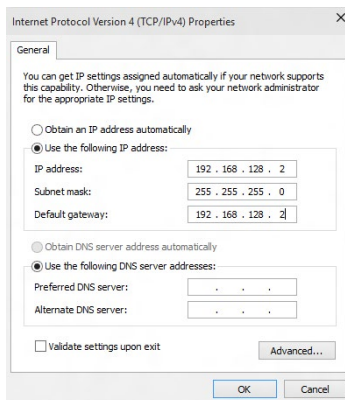 Internet Protocol Version 4 (TCP/IPv4) Properties
General
You can get IP settings assigned automatically if your network supports
this capability. Otherwise, you need to ask your network administrator
for the appropriate IP settings.
Obtain an IP address automatically
Use the following IP address:
IP address: 192 . 168 . 128 . 2
Subnet mask: 255 . 255 . 255 . 0
Default gateway: 192 . 168 . 128 . 2
Obtain DNS server address automatically
Use the following DNS server addresses:
Preferred DNS server: . . .
Alternate DNS server: . . .
Validate settings upon exit
Advanced...
OK Cancel